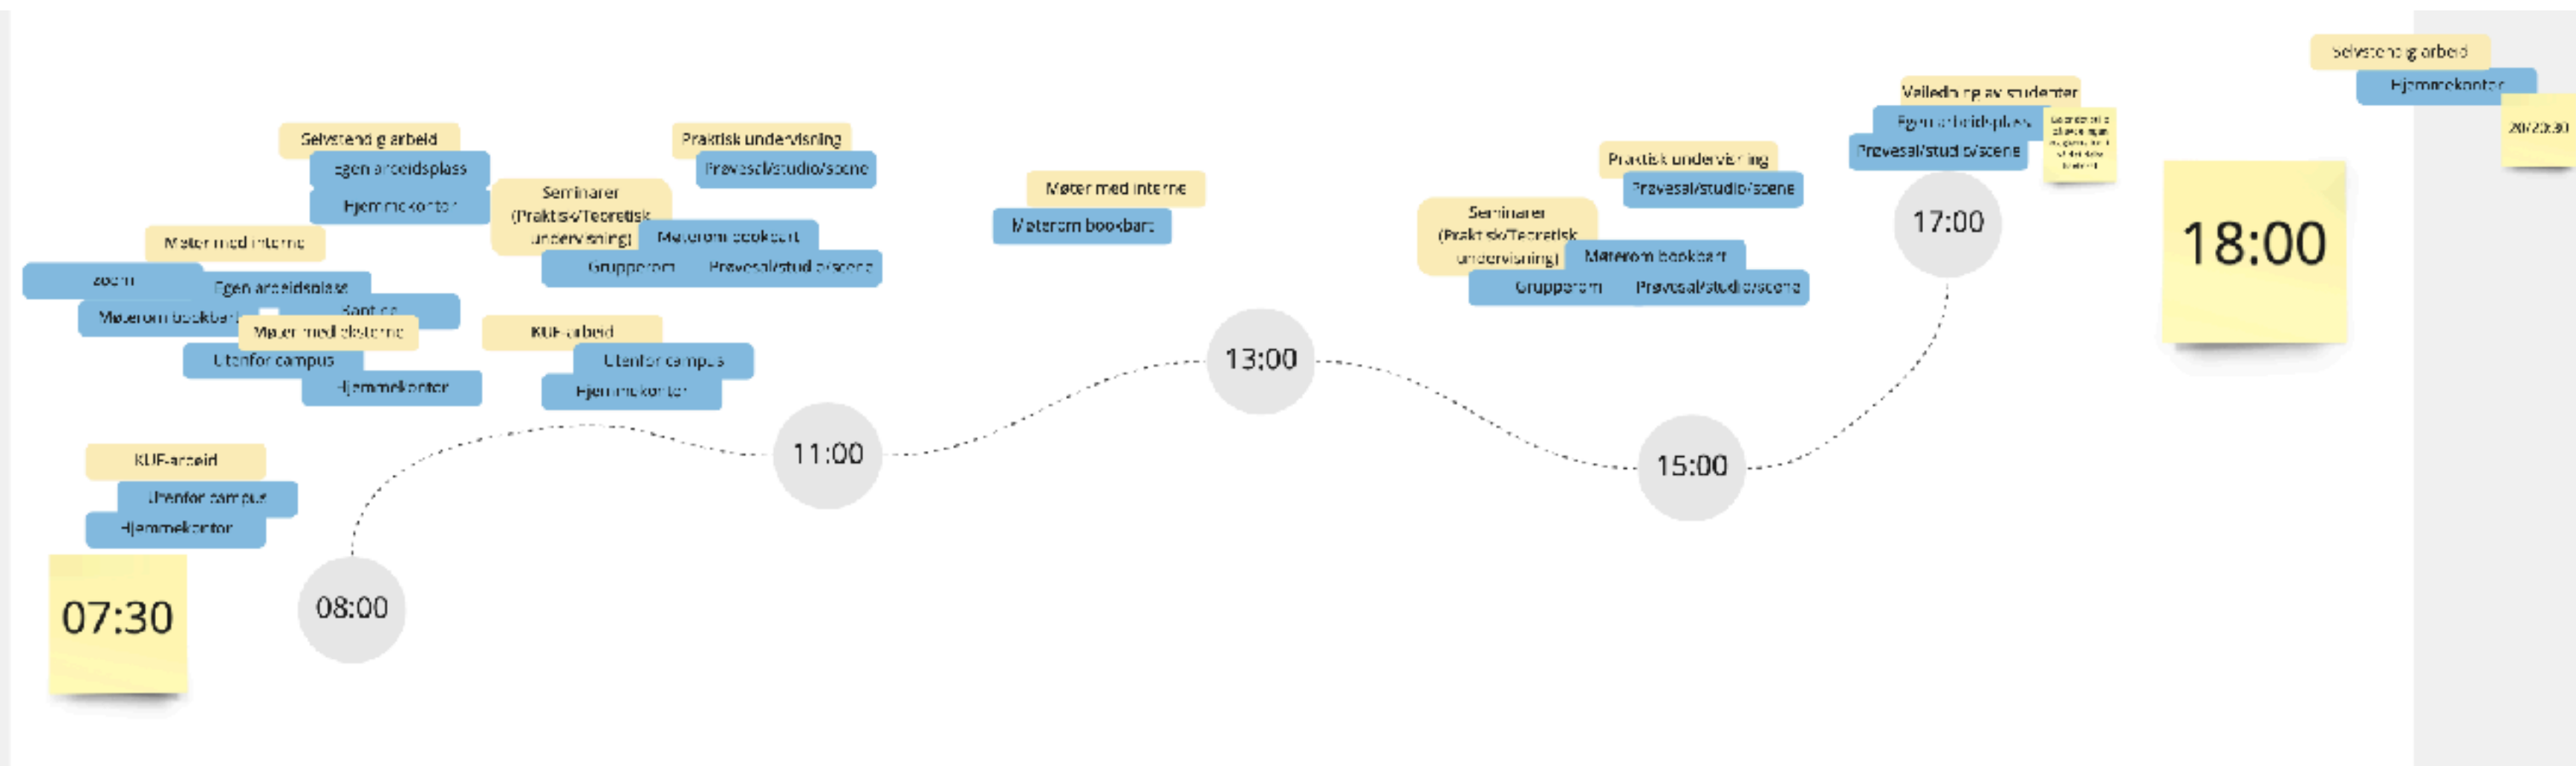 Selvstendig arbeid
Egen arbeidsplass
Hjemmekontor
Praktisk undervisning
Prøvesal/studio/scene
Seminarer
(Praktisk/Teoretisk
undervisning)
Møterom bookbart
Grupperom
Prøvesal/studio/scene
Møter med interne
zoom
Egen arbeidsplass
Møterom bookbart
Møter med eksterne
Utenfor campus
Hjemmekontor
KUF-arbeid
Utenfor campus
Hjemmekontor
KUF-arbeid
Utenfor campus
Hjemmekontor
07:30
08:00
11:00
Møter med interne
Møterom bookbart
13:00
Praktisk undervisning
Prøvesal/studio/scene
Seminarer
(Praktisk/Teoretisk
undervisning)
Møterom bookbart
Grupperom
Prøvesal/studio/scene
15:00
Veiledning av studenter
Egen arbeidsplass
Prøvesal/studio/scene
17:00
18:00
Selvstendig arbeid
Hjemmekontor
20/20:30